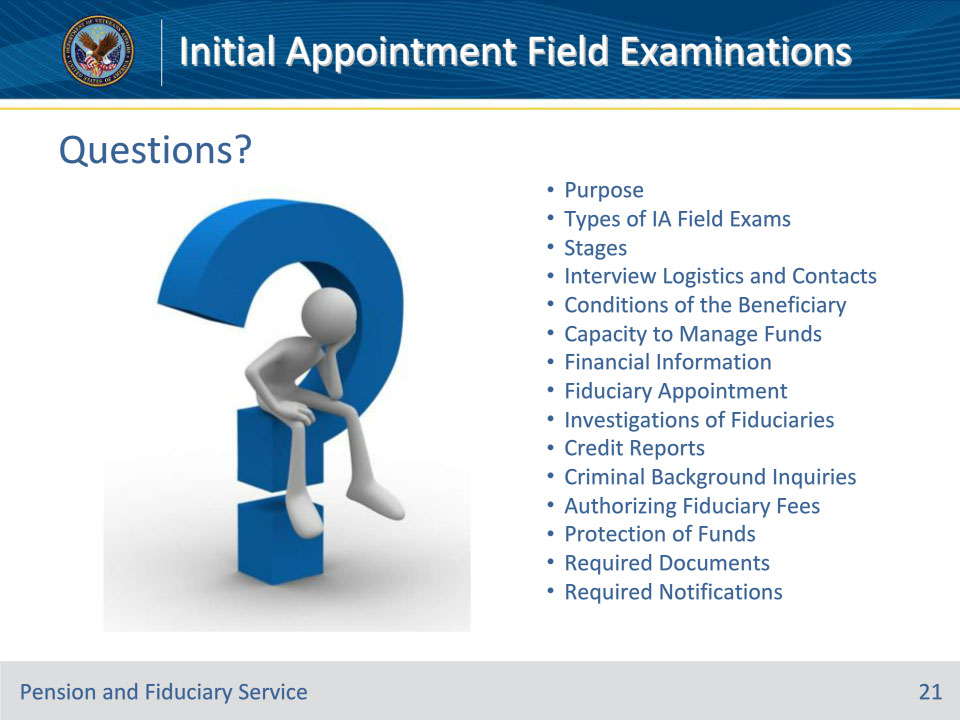 Initial Appointment Field Examinations
Questions?
• Purpose
• Types of IA Field Exams
• Stages
• Interview Logistics and Contacts
• Conditions of the Beneficiary
• Capacity to Manage Funds
• Financial Information
• Fiduciary Appointment
• Investigations of Fiduciaries
• Credit Reports
• Criminal Background Inquiries
• Authorizing Fiduciary Fees
• Protection of Funds
• Required Documents
• Required Notifications
Pension and Fiduciary Service
21